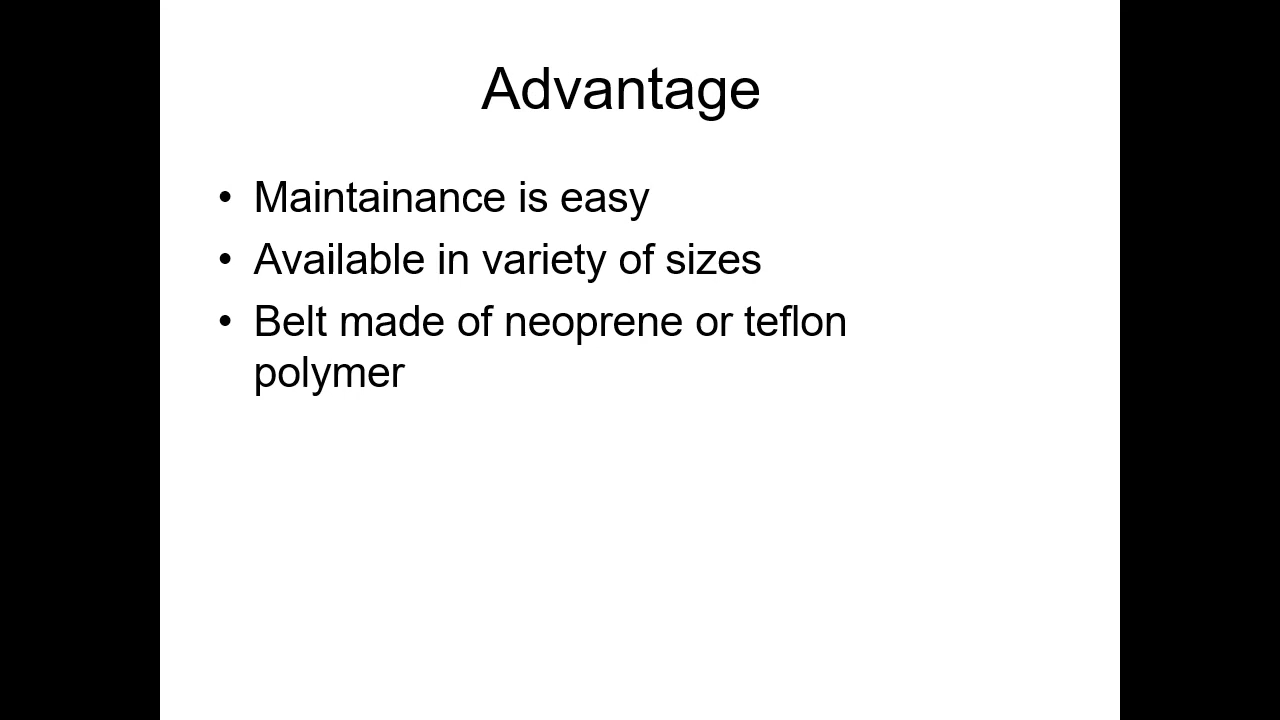 Advantage
• Maintainance is easy
• Available in variety of sizes
• Belt made of neoprene or teflon
polymer